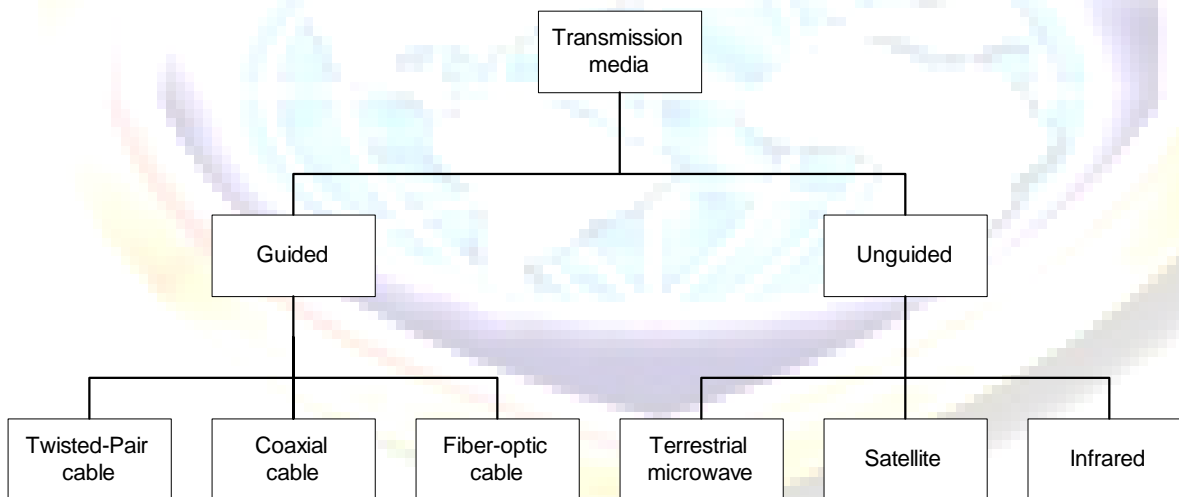 Transmission
media
Guided
Unguided
Twisted-Pair
cable
Coaxial
cable
Fiber-optic
cable
Terrestrial
microwave
Satellite
Infrared